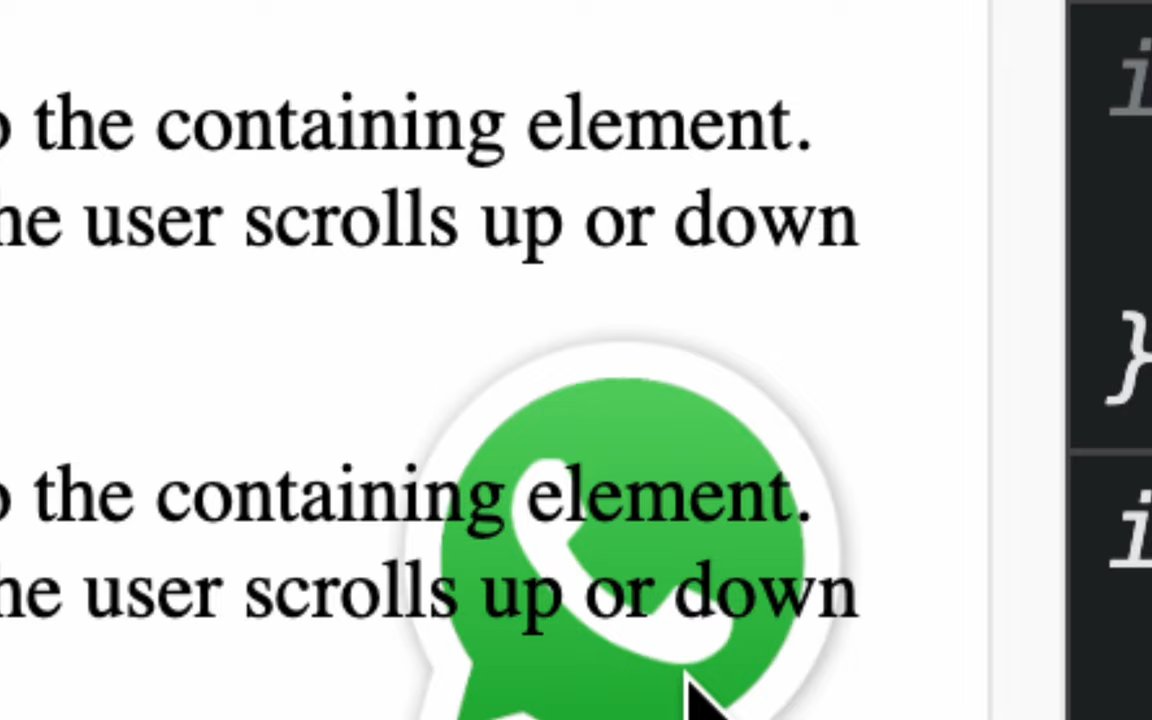 the containing element.
he user scrolls up or down
the containing element.
he user scrolls up or down
i
}
i